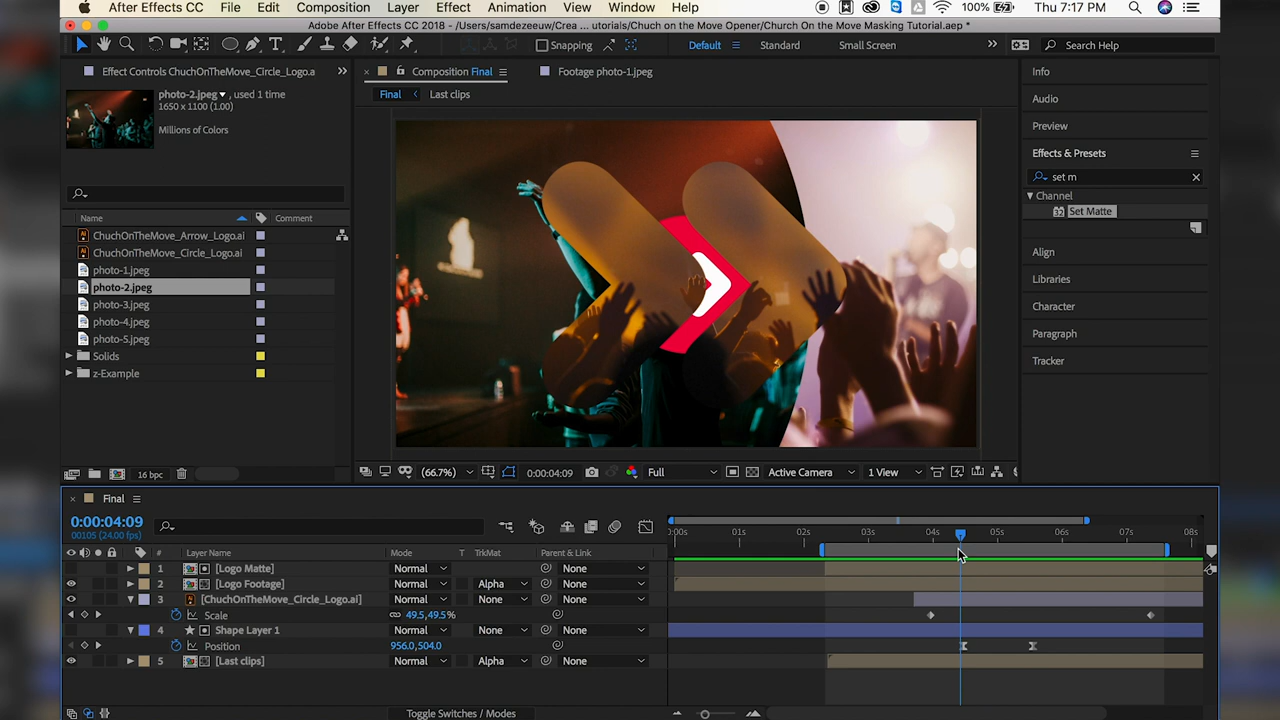 After Effects CC File Edit Composition Layer Effect Animation View Window Help 100% Thu 7:17 PM
Adobe After Effects CC 2018 - /Users/samdezeeuw/Crea ... utorials/Chuch on the Move Opener/Church On the Move Masking Tutorial.aep *
Snapping Default Standard Small Screen Search Help
Effect Controls ChuchOnTheMove_Circle_Logo.a
Composition Final
Footage photo-1.jpeg
Final Last clips
photo-2.jpeg , used 1 time
1650 x 1100 (1.00)
Millions of Colors
Name Comment
ChuchOnTheMove_Arrow_Logo.ai
ChuchOnTheMove_Circle_Logo.ai
photo-1.jpeg
photo-2.jpeg
photo-3.jpeg
photo-4.jpeg
photo-5.jpeg
Solids
z-Example
16 bpc
(66.7%) 0:00:04:09 Full Active Camera 1 View
Info
Audio
Preview
Effects & Presets
set m
Channel
32 Set Matte
Align
Libraries
Character
Paragraph
Tracker
Final
0:00:04:09
00105 (24.00 fps)
0:00s 01s 02s 03s 04s 05s 06s 07s 08s
# Layer Name Mode T TrkMat Parent & Link
1 [Logo Matte] Normal None
2 [Logo Footage] Normal Alpha None
3 [ChuchOnTheMove_Circle_Logo.ai] Normal None None
Scale 49.5,49.5%
4 Shape Layer 1 Normal None None
Position 956.0,504.0
5 [Last clips] Normal Alpha None
Toggle Switches / Modes